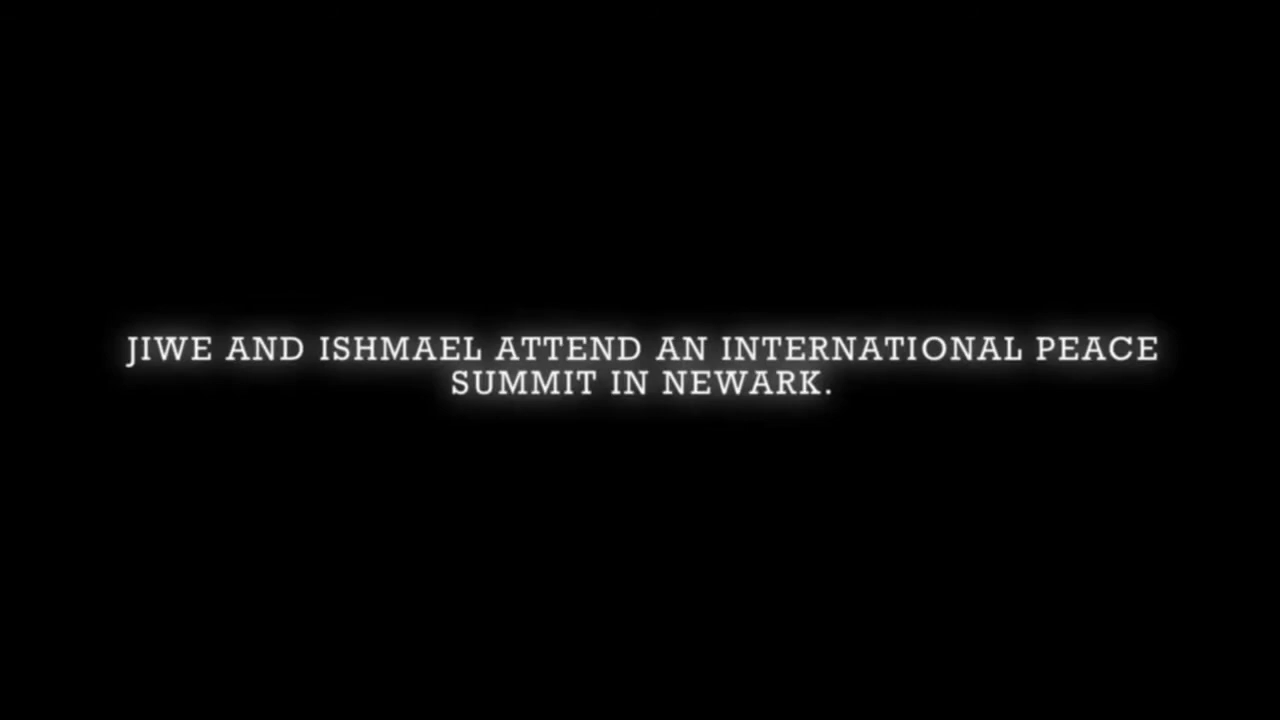 JIWE AND ISHMAEL ATTEND AN INTERNATIONAL PEACE
SUMMIT IN NEWARK.